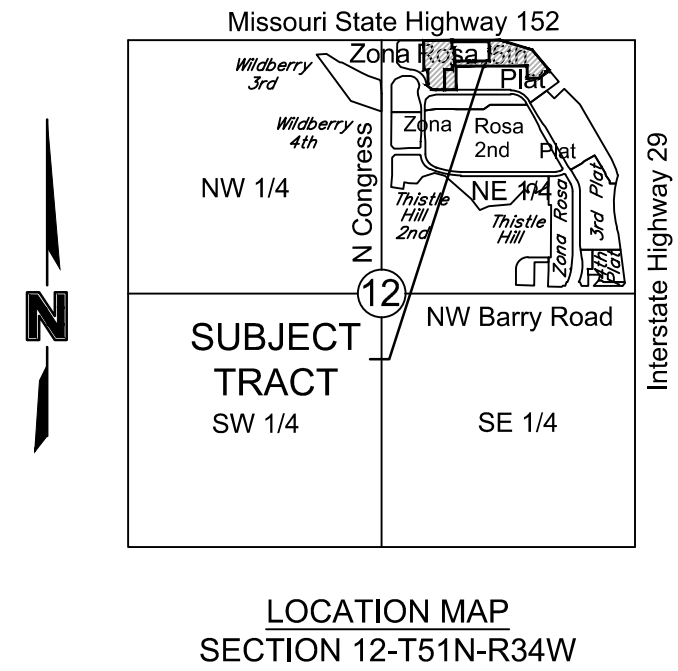 Missouri State Highway 152
Zona Rosa 5th
Plat
Wildberry
3rd
Wildberry
4th
N Congress
Zona Rosa
2nd Plat
NW 1/4
NE 1/4
Thistle
Hill
2nd
Thistle
Hill
Zona Rosa
3rd Plat
4th
Plat
Interstate Highway 29
N
12
NW Barry Road
SUBJECT
TRACT
SW 1/4
SE 1/4
LOCATION MAP
SECTION 12-T51N-R34W